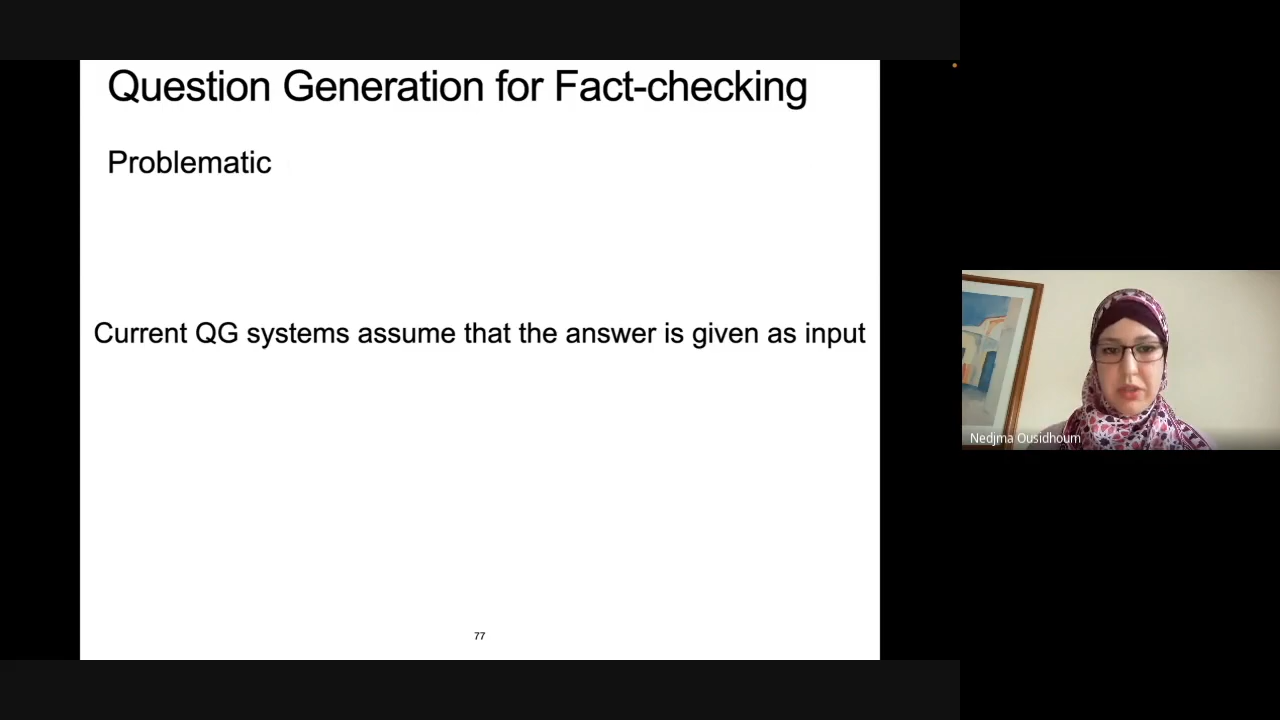 Question Generation for Fact-checking
Problematic
Current QG systems assume that the answer is given as input
77
Nedjma Ousidhoum